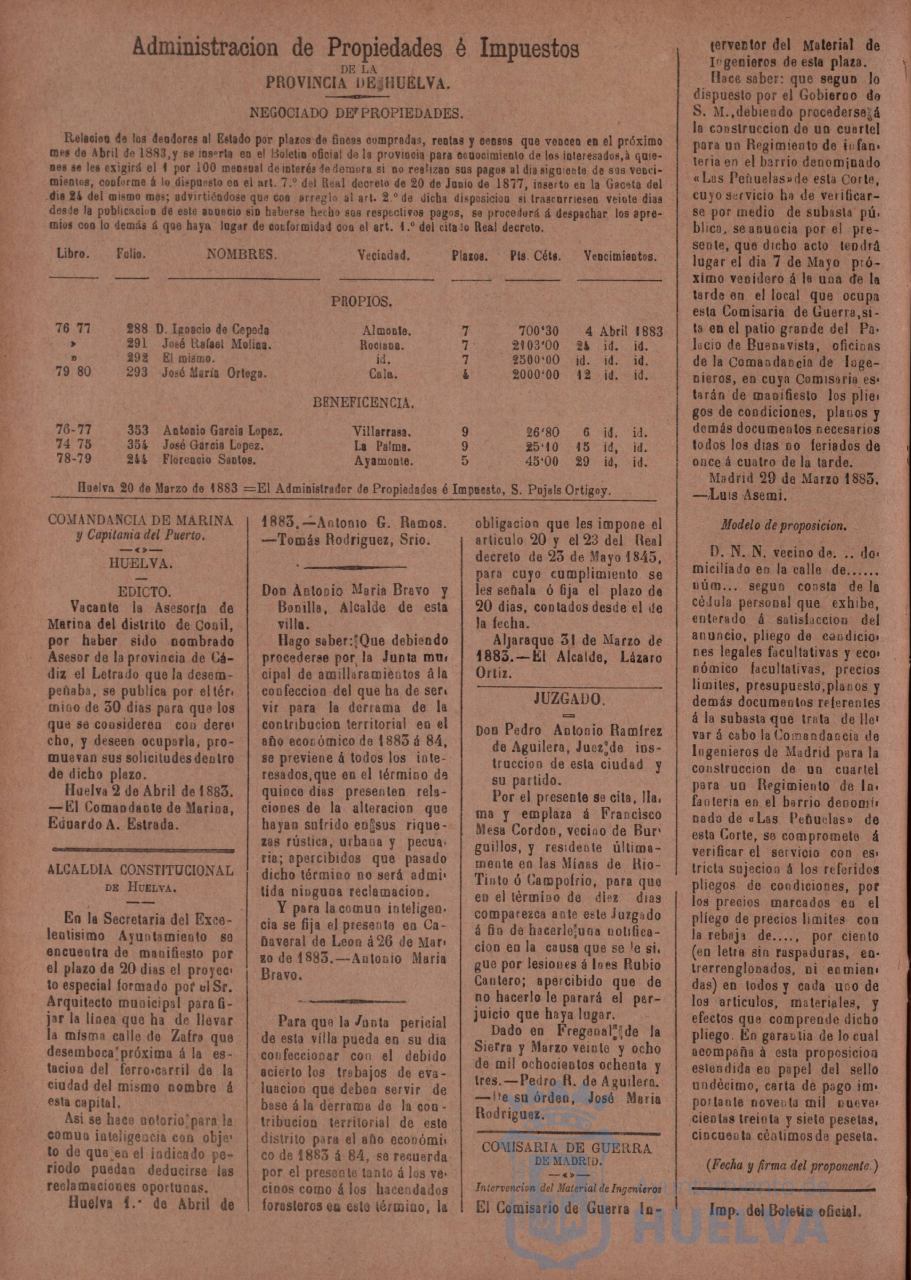 Administracion de Propiedades é Impuestos
DE LA
PROVINCIA DE HUELVA.
NEGOCIADO DE PROPIEDADES.
Relacion de los deudores al Estado por plazos de fincas compradas, rentas y censos que vencen en el próximo
mes de Abril de 1883, y se inserta en el Boletin oficial de la provincia para conocimiento de los interesados, à quie-
nes se les exigirá el 1 por 100 mensual de interés de demora si no realizan sus pagos al dia siguiente de sus venci-
mientos, conforme á lo dispuesto en el art. 7.º del Real decreto de 20 de Junio de 1877, inserto en la Gaceta del
dia 24 del mismo mes; advirtiéndose que con arreglo al art. 2.º de dicha disposicion si trascurriesen veinte dias
desde la publicacion de este anuncio sin haberse hecho sus respectivos pagos, se procederá á despachar los apre-
mios con lo demás á que haya lugar de conformidad con el art. 1.º del citado Real decreto.
Libro. Folio. NOMBRES. Vecindad. Plazos. Pts. Céts. Vencimientos.
PROPIOS.
76 77 288 D. Ignacio de Cepeda Almonte. 7 700'30 4 Abril 1883
» 291 José Rafael Molina. Rociana. 7 2103'00 24 id. id.
» 292 El mismo. id. 7 2500'00 id. id. id.
79 80 293 José María Ortega. Cala. 4 2000'00 12 id. id.
BENEFICENCIA.
76-77 353 Antonio Garcia Lopez. Villarrasa. 9 26'80 6 id. id.
74 75 354 José Garcia Lopez. La Palma. 9 25'10 15 id, id.
78-79 244 Florencio Santos. Ayamonte. 5 45'00 29 id, id.
Huelva 20 de Marzo de 1883 =El Administrador de Propiedades é Impuesto, S. Pujals Ortigoy.
COMANDANCIA DE MARINA
y Capitania del Puerto.
—«»—
HUELVA.
EDICTO.
Vacante la Asesoría de
Marina del distrito de Conil,
por haber sido nombrado
Asesor de la provincia de Cá-
diz el Letrado que la desem-
peñaba, se publica por el tér-
mino de 30 dias para que los
que se consideren con dere-
cho, y deseen ocuparla, pro-
muevan sus solicitudes dentro
de dicho plazo.
Huelva 2 de Abril de 1883.
—El Comandante de Marina,
Eduardo A. Estrada.
ALCALDIA CONSTITUCIONAL
DE HUELVA.
En la Secretaria del Exce-
lentisimo Ayuntamiento se
encuentra de manifiesto por
el plazo de 20 dias el proyec-
to especial formado por el Sr.
Arquitecto municipal para fi-
jar la línea que ha de llevar
la misma calle de Zafra que
desemboca próxima á la es-
tacion del ferro-carril de la
ciudad del mismo nombre á
esta capital.
Asi se hace notorio para la
comun inteligencia con obje-
to de que en el indicado pe-
riodo puedan deducirse las
reclamaciones oportunas.
Huelva 1.º de Abril de
1883.—Antonio G. Ramos.
—Tomás Rodriguez, Srio.
Don Antonio Maria Bravo y
Bonilla, Alcalde de esta
villa.
Hago saber: Que debiendo
procederse por la Junta mu-
cipal de amillaramientos á la
confeccion del que ha de ser-
vir para la derrama de la
contribucion territorial en el
año económico de 1883 á 84,
se previene á todos los inte-
resados, que en el término de
quince dias presenten rela-
ciones de la alteracion que
hayan sufrido en sus rique-
zas rústica, urbana y pecua-
ria; apercibidos que pasado
dicho término no será admi-
tida ninguna reclamacion.
Y para la comun inteligen-
cia se fija el presente en Ca-
ñaveral de Leon á 26 de Mar-
zo de 1883.—Antonio Maria
Bravo.
Para que la Junta pericial
de esta villa pueda en su dia
confeccionar con el debido
acierto los trabajos de eva-
luacion que deben servir de
base á la derrama de la con-
tribucion territorial de este
distrito para el año económi-
co de 1883 á 84, se recuerda
por el presente tanto á los ve-
cinos como á los hacendados
forasteros en este término, la
obligacion que les impone el
articulo 20 y el 23 del Real
decreto de 23 de Mayo 1845,
para cuyo cumplimiento se
les señala ó fija el plazo de
20 dias, contados desde el de
la fecha.
Aljaraque 31 de Marzo de
1883.—El Alcalde, Lázaro
Ortiz.
JUZGADO.
Don Pedro Antonio Ramírez
de Aguilera, Juez de ins-
truccion de esta ciudad y
su partido.
Por el presente se cita, lla-
ma y emplaza á Francisco
Mesa Cordon, vecino de Bur-
guillos, y residente última-
mente en las Minas de Rio-
Tinto ó Campofrio, para que
en el término de diez dias
comparezca ante este Juzgado
á fin de hacerle una notifica-
cion en la causa que se le si-
gue por lesiones á Ines Rubio
Cantero; apercibido que de
no hacerlo le parará el per-
juicio que haya lugar.
Dado en Fregenal de la
Sierra y Marzo veinte y ocho
de mil ochocientos ochenta y
tres.—Pedro R. de Aguilera.
—De su órden, José Maria
Rodriguez.
COMISARIA DE GUERRA
DE MADRID.
—«»—
Intervencion del Material de Ingenieros
El Comisario de Guerra In-
terventor del Material de
Ingenieros de esta plaza.
Hace saber: que segun lo
dispuesto por el Gobierno de
S. M., debiendo procederse á
la construccion de un cuartel
para un Regimiento de infan-
teria en el barrio denominado
«Las Peñuelas» de esta Corte,
cuyo servicio ha de verificar-
se por medio de subasta pú-
blica, se anuncia por el pre-
sente, que dicho acto tendrá
lugar el dia 7 de Mayo pró-
ximo venidero á la una de la
tarde en el local que ocupa
esta Comisaria de Guerra, si-
ta en el patio grande del Pa-
lacio de Buenavista, oficinas
de la Comandancia de Inge-
nieros, en cuya Comisaria es-
tarán de manifiesto los plie-
gos de condiciones, planos y
demás documentos necesarios
todos los dias no feriados de
once á cuatro de la tarde.
Madrid 29 de Marzo 1883.
—Luis Asemi.
Modelo de proposicion.
D. N. N. vecino de. .. do-
miciliado en la calle de......
núm... segun consta de la
cédula personal que exhibe,
enterado á satisfaccion del
anuncio, pliego de condicio-
nes legales facultativas y eco-
nómico facultativas, precios
limites, presupuesto, planos y
demás documentos referentes
á la subasta que trata de lle-
var á cabo la Comandancia de
Ingenieros de Madrid para la
construccion de un cuartel
para un Regimiento de In-
fanteria en el barrio denomi-
nado de «Las Peñuelas» de
esta Corte, se compromete á
verificar el servicio con es-
tricta sujecion á los referidos
pliegos de condiciones, por
los precios marcados en el
pliego de precios limites con
la rebaja de...., por ciento
(en letra sin raspaduras, en-
trerrenglonados, ni enmien-
das) en todos y cada uno de
los articulos, materiales, y
efectos que comprende dicho
pliego. En garantia de lo cual
acompaña à esta proposicion
estendida en papel del sello
undécimo, carta de pago im-
portante noventa mil nueve-
cientas treinta y siete pesetas,
cincuenta céntimos de peseta.
(Fecha y firma del proponente.)
Imp. del Boletin oficial.
Ayuntamiento de
HUELVA